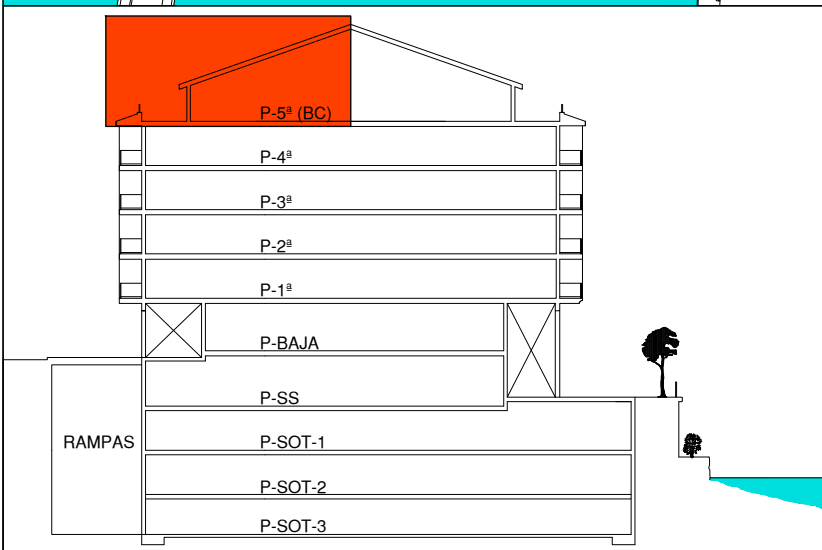 P-5ª (BC)
P-4ª
P-3ª
P-2ª
P-1ª
P-BAJA
P-SS
RAMPAS
P-SOT-1
P-SOT-2
P-SOT-3